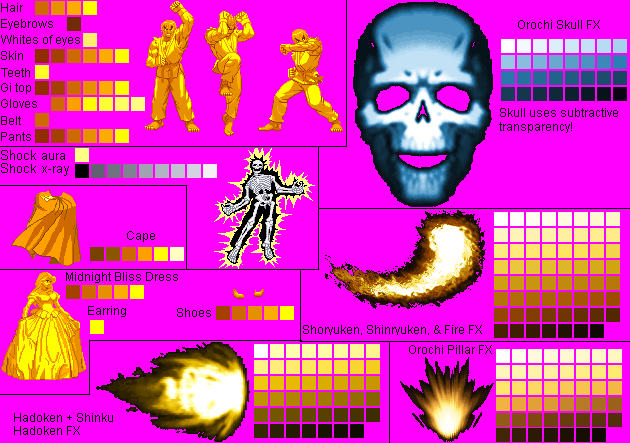 Hair
Eyebrows
Whites of eyes
Skin
Teeth
Gi top
Gloves
Belt
Pants
Orochi Skull FX
Skull uses subtractive
transparency!
Shock aura
Shock x-ray
Cape
Midnight Bliss Dress
Earring
Shoes
Shoryuken, Shinryuken, & Fire FX
Orochi Pillar FX
Hadoken + Shinku
Hadoken FX